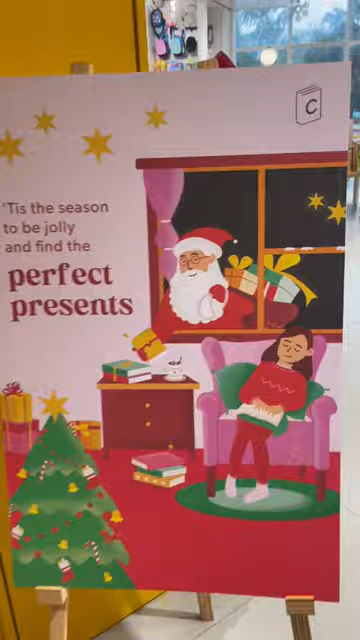 C
'Tis the season
to be jolly
and find the
perfect
presents